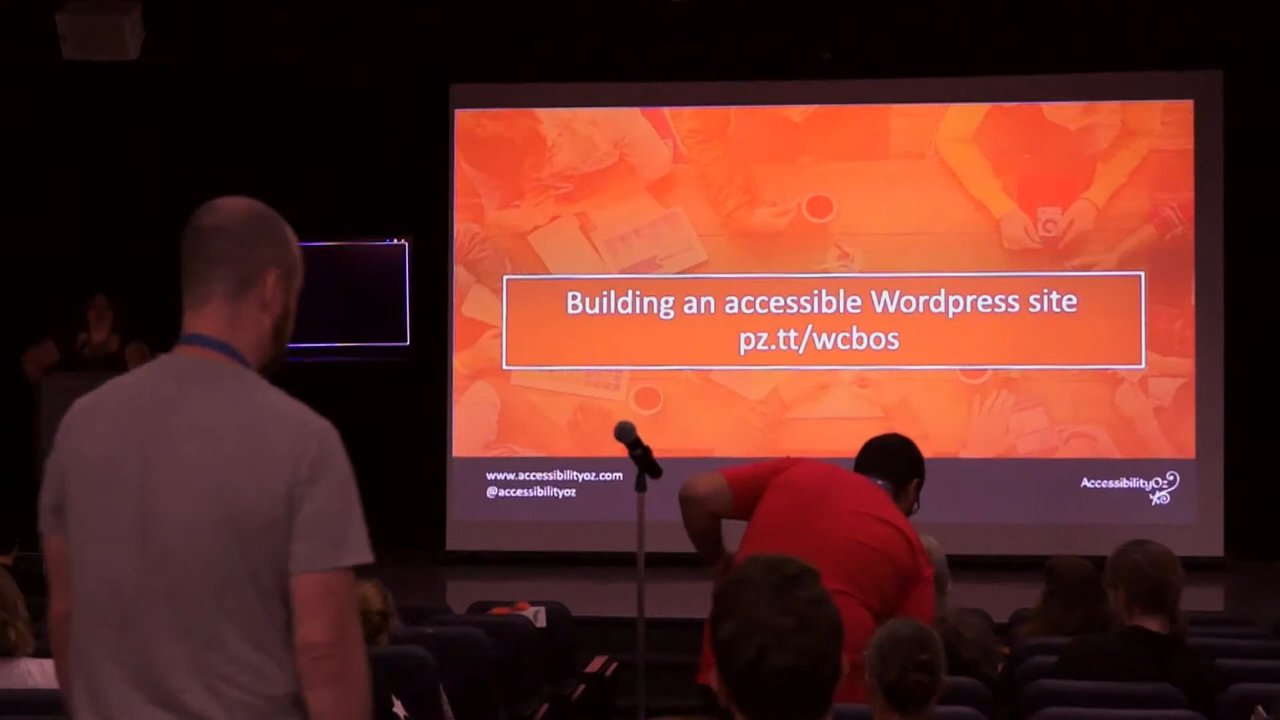 Building an accessible Wordpress site
pz.tt/wcbos
www.accessibilityoz.com
@accessibilityoz
AccessibilityOz